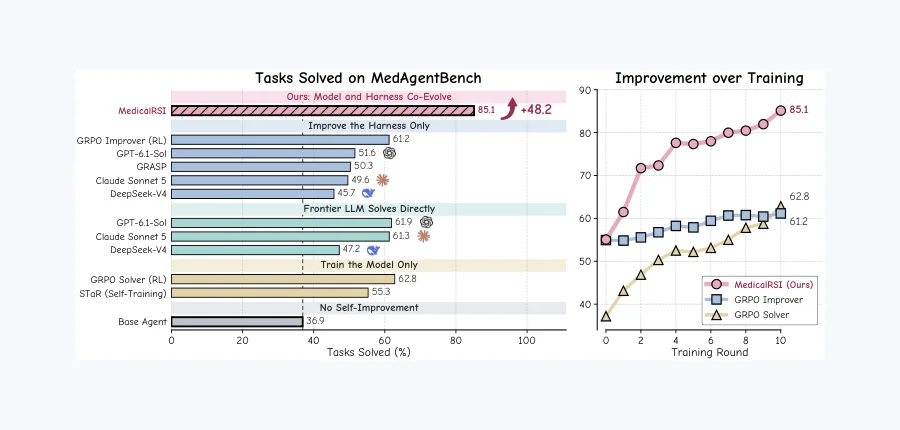 Tasks Solved on MedAgentBench
Ours: Model and Harness Co-Evolve
MedicalRSI
85.1
+48.2
Improve the Harness Only
GRPO Improver (RL)
61.2
GPT-6.1-Sol
51.6
GRASP
50.3
Claude Sonnet 5
49.6
DeepSeek-V4
45.7
Frontier LLM Solves Directly
GPT-6.1-Sol
61.9
Claude Sonnet 5
61.3
DeepSeek-V4
47.2
Train the Model Only
GRPO Solver (RL)
62.8
STaR (Self-Training)
55.3
No Self-Improvement
Base Agent
36.9
0 20 40 60 80 100
Tasks Solved (%)
Improvement over Training
90
80
70
60
50
40
85.1
62.8
61.2
MedicalRSI (Ours)
GRPO Improver
GRPO Solver
0 2 4 6 8 10
Training Round